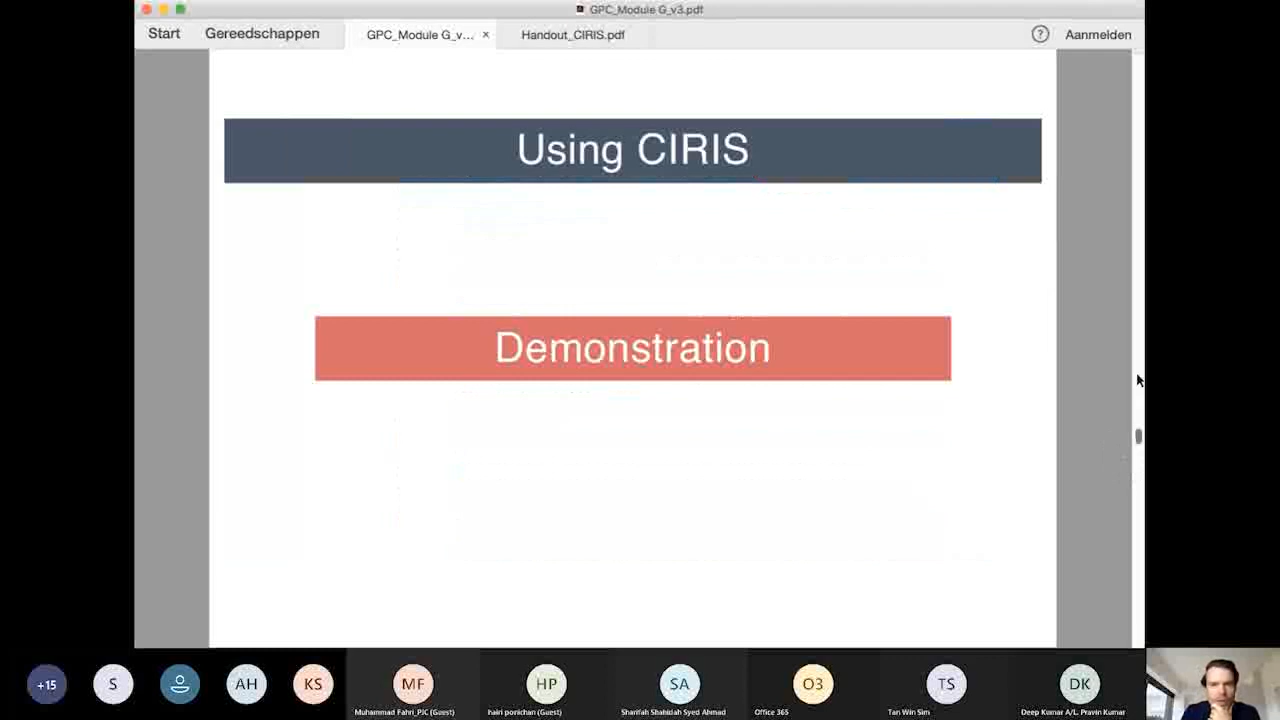 GPC_Module G_v3.pdf
Start Gereedschappen GPC_Module G_v... × Handout_CIRIS.pdf ? Aanmelden
Using CIRIS
Demonstration
+15 S AH KS MF HP SA O3 TS DK
Muhammad Fahri_PJC (Guest) hairi ponichan (Guest) Sharifah Shahidah Syed Ahmad Office 365 Tan Win Sim Deep Kumar A/L. Pravin Kumar